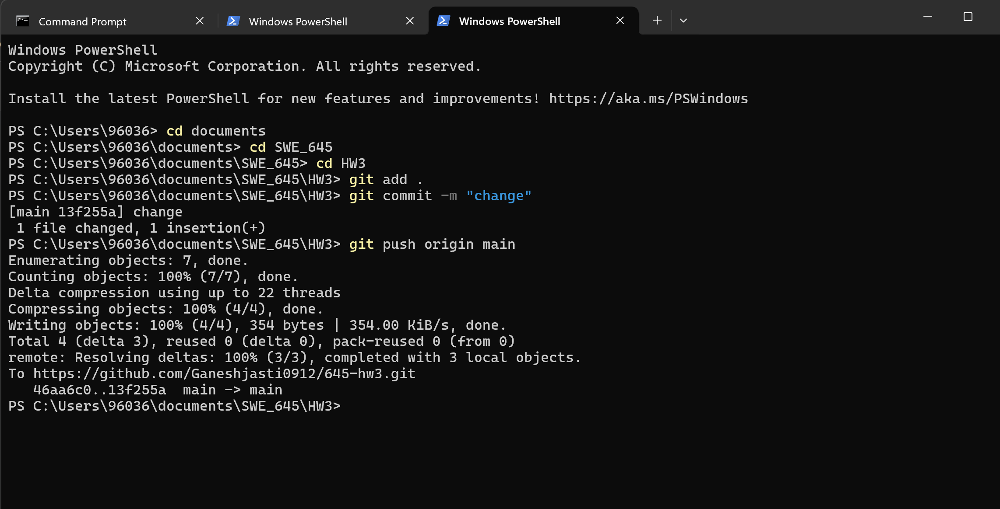 Command Prompt
Windows PowerShell
Windows PowerShell
Windows PowerShell
Copyright (C) Microsoft Corporation. All rights reserved.
Install the latest PowerShell for new features and improvements! https://aka.ms/PSWindows
PS C:\Users\96036> cd documents
PS C:\Users\96036\documents> cd SWE_645
PS C:\Users\96036\documents\SWE_645> cd HW3
PS C:\Users\96036\documents\SWE_645\HW3> git add .
PS C:\Users\96036\documents\SWE_645\HW3> git commit -m "change"
[main 13f255a] change
 1 file changed, 1 insertion(+)
PS C:\Users\96036\documents\SWE_645\HW3> git push origin main
Enumerating objects: 7, done.
Counting objects: 100% (7/7), done.
Delta compression using up to 22 threads
Compressing objects: 100% (4/4), done.
Writing objects: 100% (4/4), 354 bytes | 354.00 KiB/s, done.
Total 4 (delta 3), reused 0 (delta 0), pack-reused 0 (from 0)
remote: Resolving deltas: 100% (3/3), completed with 3 local objects.
To https://github.com/Ganeshjasti0912/645-hw3.git
   46aa6c0..13f255a  main -> main
PS C:\Users\96036\documents\SWE_645\HW3>